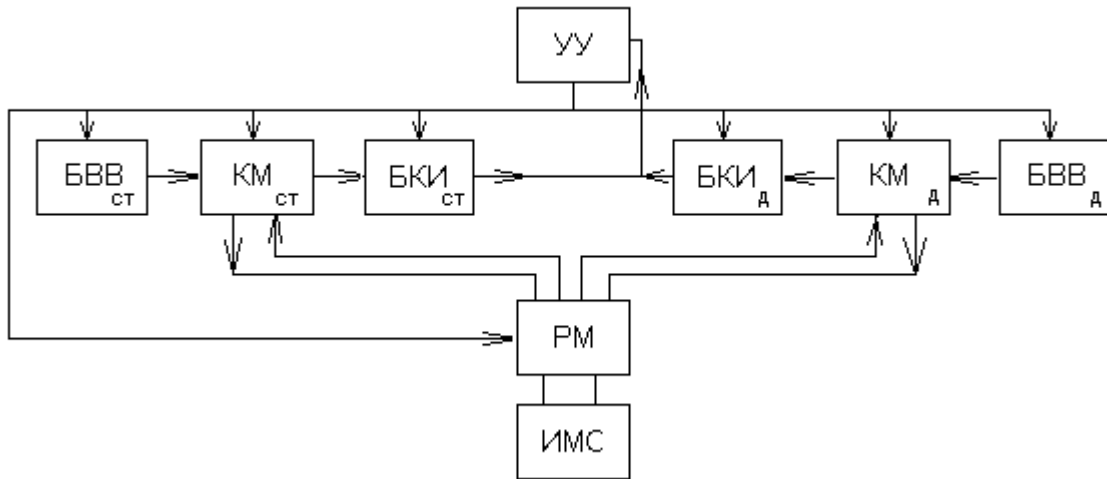 УУ
БВВ ст
КМ ст
БКИ ст
БКИ д
КМ д
БВВ д
РМ
ИМС